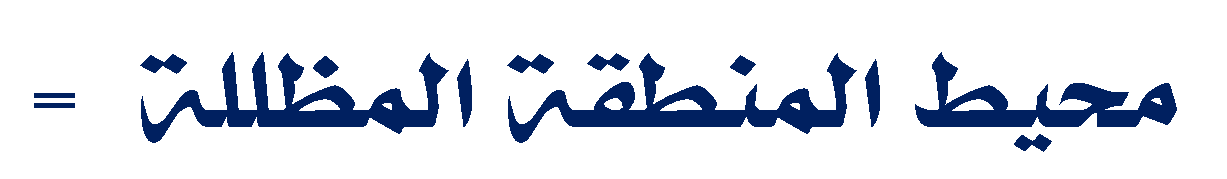 محيط المنطقة المظللة =